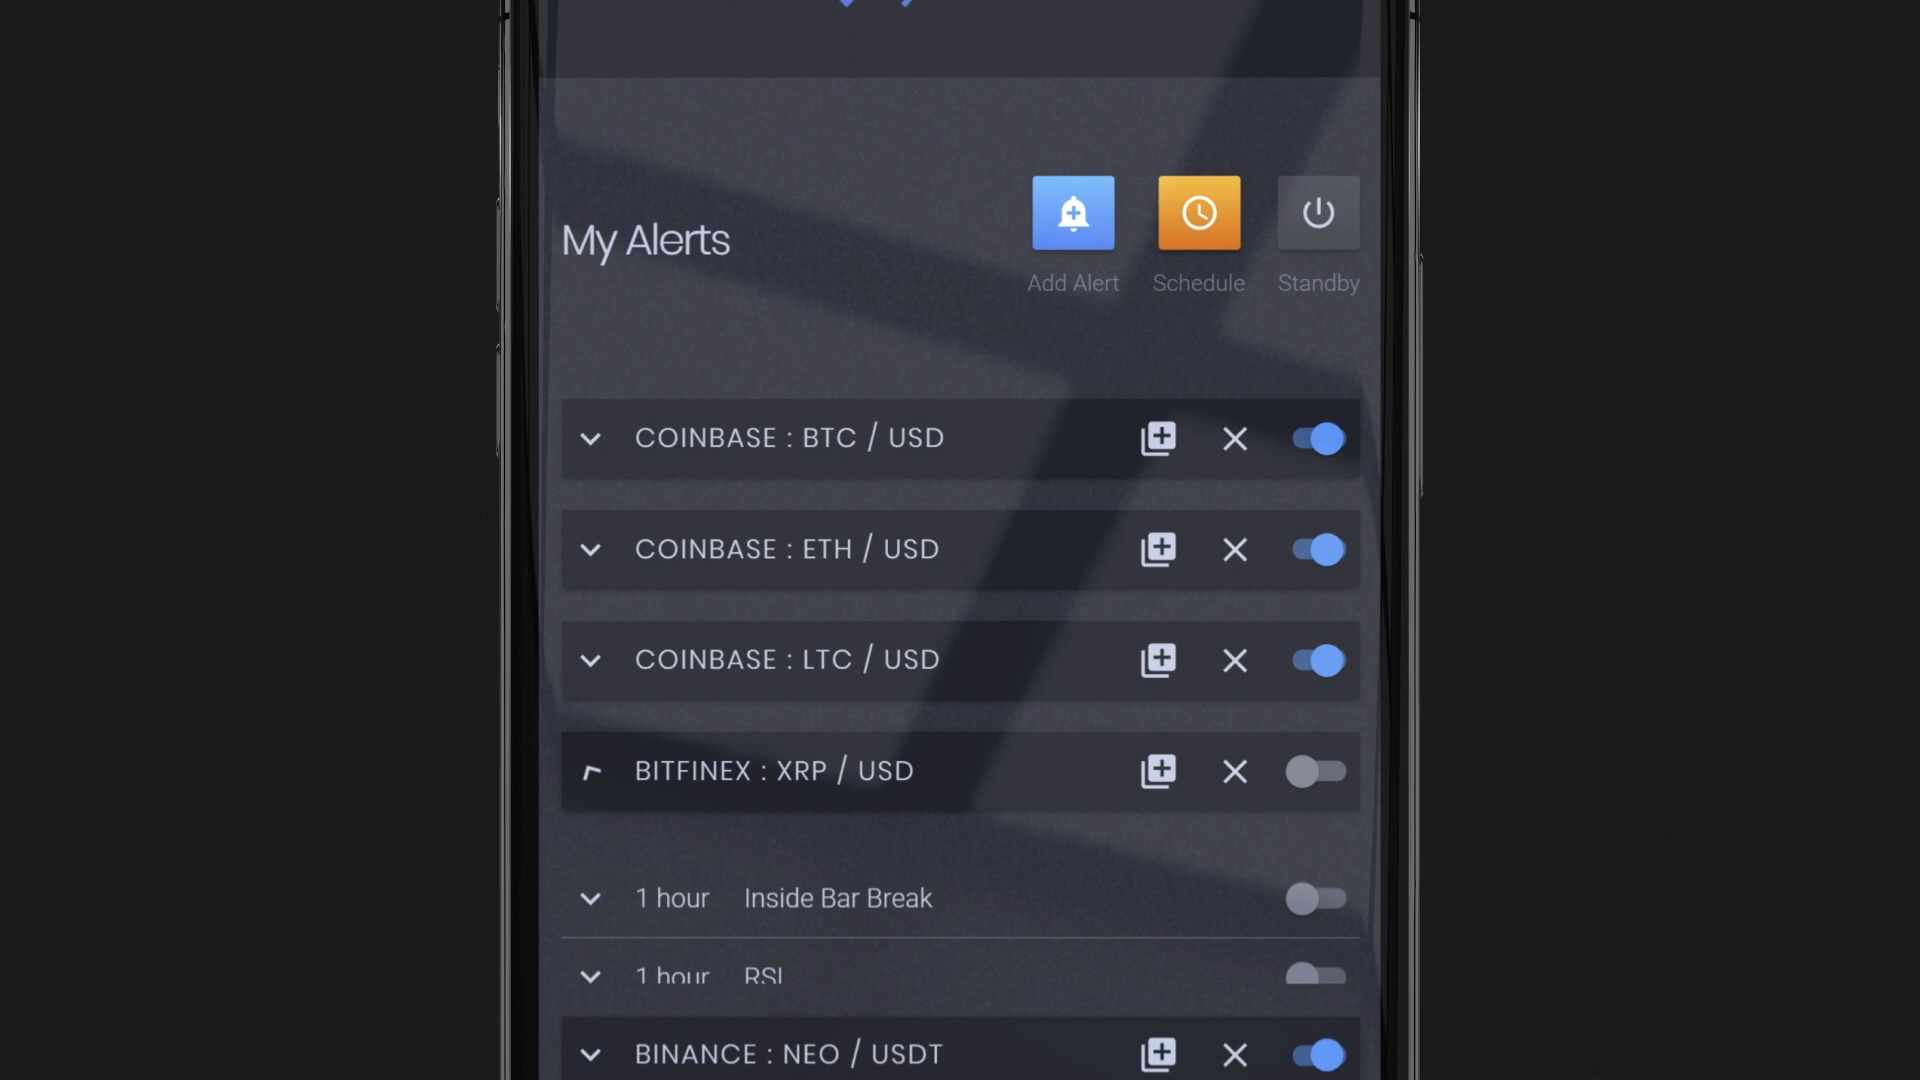 My Alerts
Add Alert
Schedule
Standby
COINBASE : BTC / USD
COINBASE : ETH / USD
COINBASE : LTC / USD
BITFINEX : XRP / USD
1 hour Inside Bar Break
1 hour RSI
BINANCE : NEO / USDT